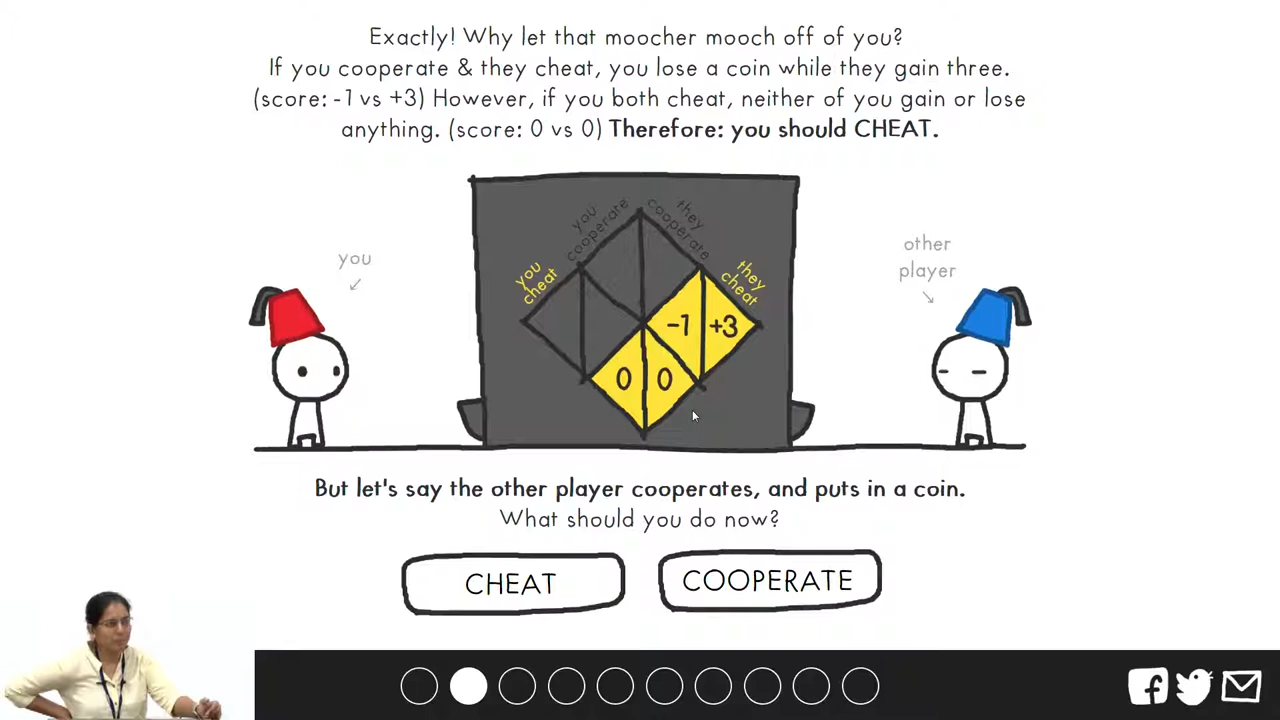 Exactly! Why let that moocher mooch off of you?
If you cooperate & they cheat, you lose a coin while they gain three.
(score: -1 vs +3) However, if you both cheat, neither of you gain or lose
anything. (score: 0 vs 0) Therefore: you should CHEAT.
you
cooperate
they
cooperate
you
cheat
they
cheat
you
other
player
-1
+3
0
0
But let's say the other player cooperates, and puts in a coin.
What should you do now?
CHEAT
COOPERATE